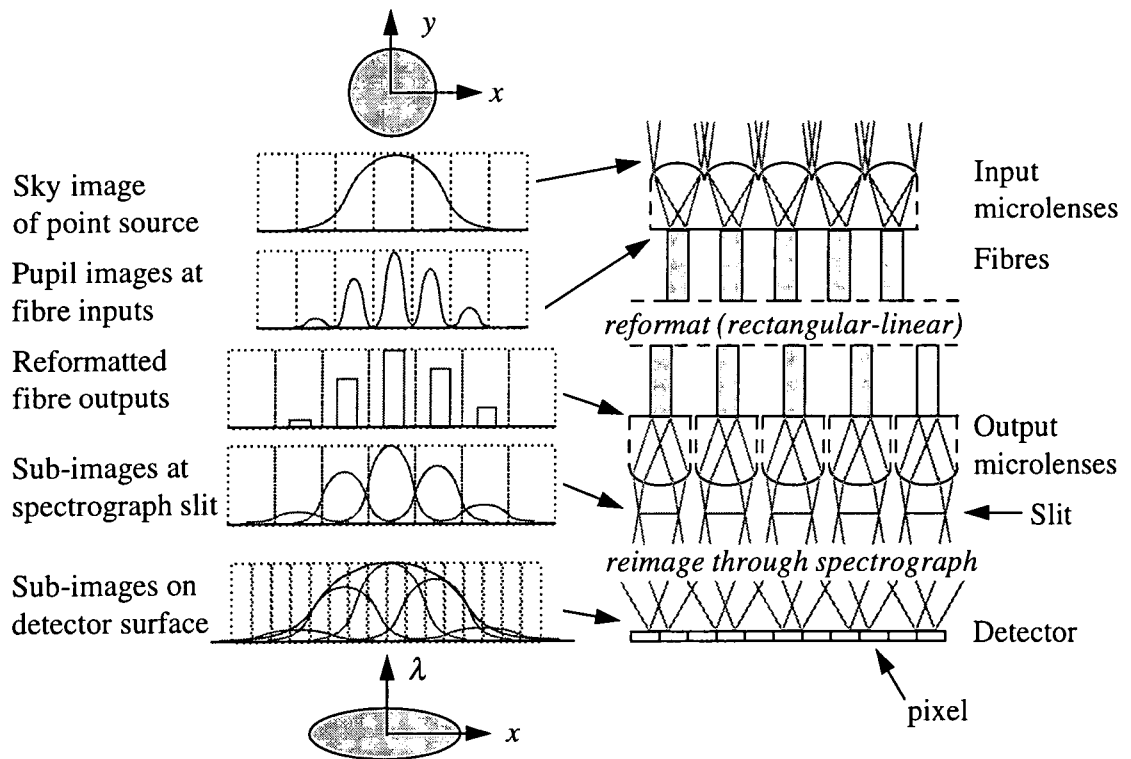 y
x
Sky image
of point source
Input
microlenses
Pupil images at
fibre inputs
Fibres
reformat (rectangular-linear)
Reformatted
fibre outputs
Output
microlenses
Sub-images at
spectrograph slit
Slit
reimage through spectrograph
Sub-images on
detector surface
Detector
λ
pixel
x